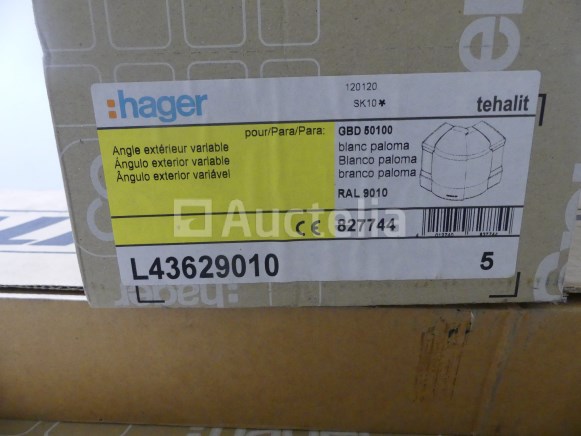 :hager
120120
SK10*
tehalit
pour/Para/Para:
GBD 50100
Angle extérieur variable
blanc paloma
Ángulo exterior variable
Blanco paloma
Ângulo exterior variável
branco paloma
RAL 9010
Auctelia
CE
827744
L43629010
5
:hager